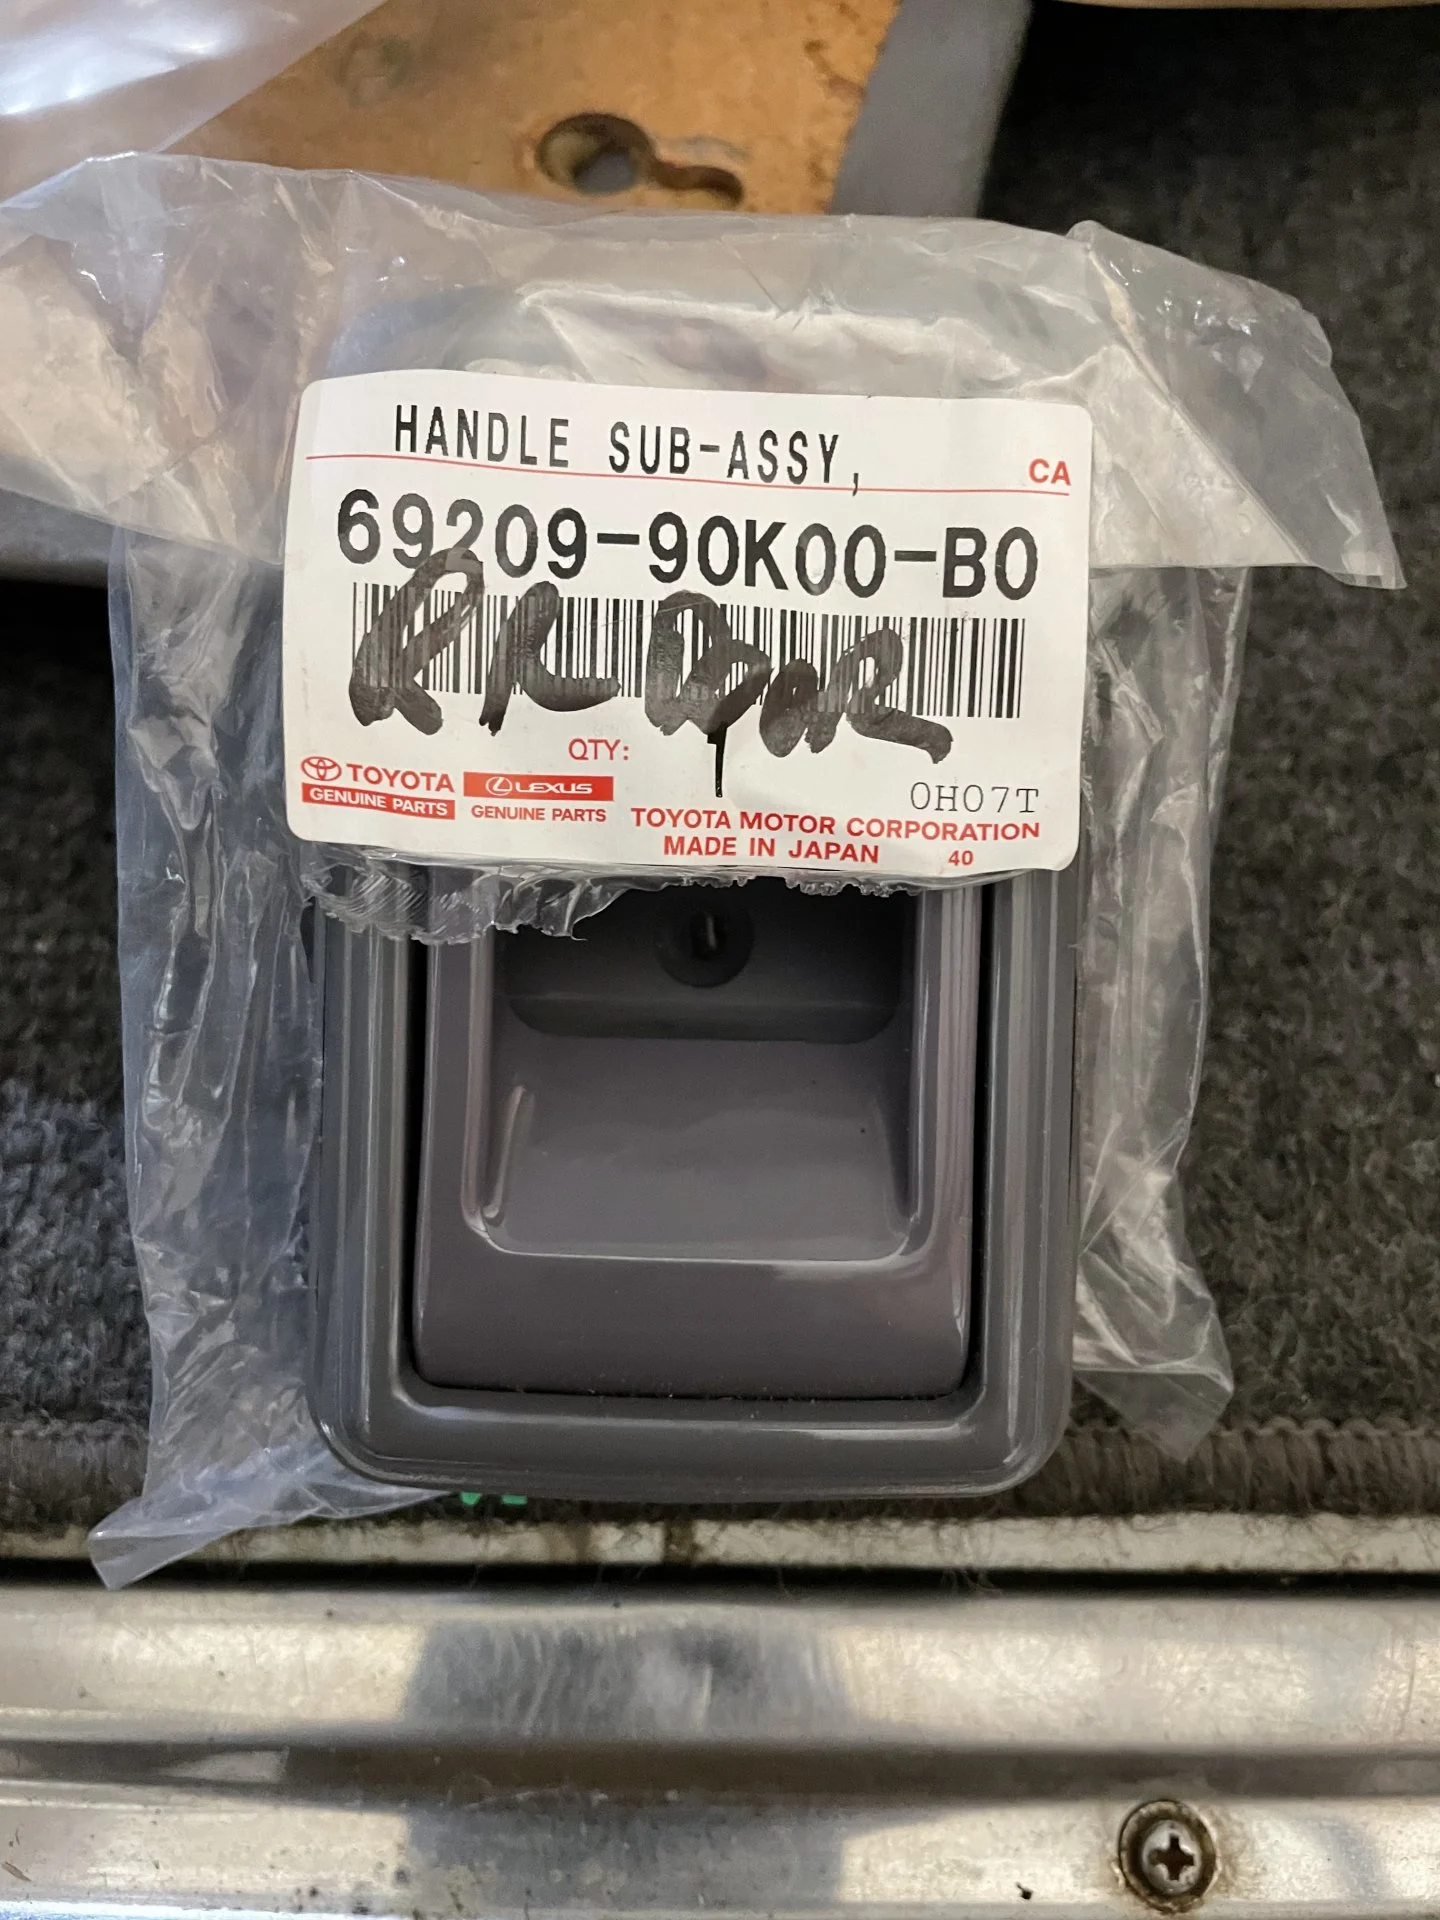 HANDLE SUB-ASSY,
CA
69209-90K00-B0
RR DOOR
QTY: 1
TOYOTA
GENUINE PARTS
LEXUS
GENUINE PARTS
0H07T
TOYOTA MOTOR CORPORATION
MADE IN JAPAN 40